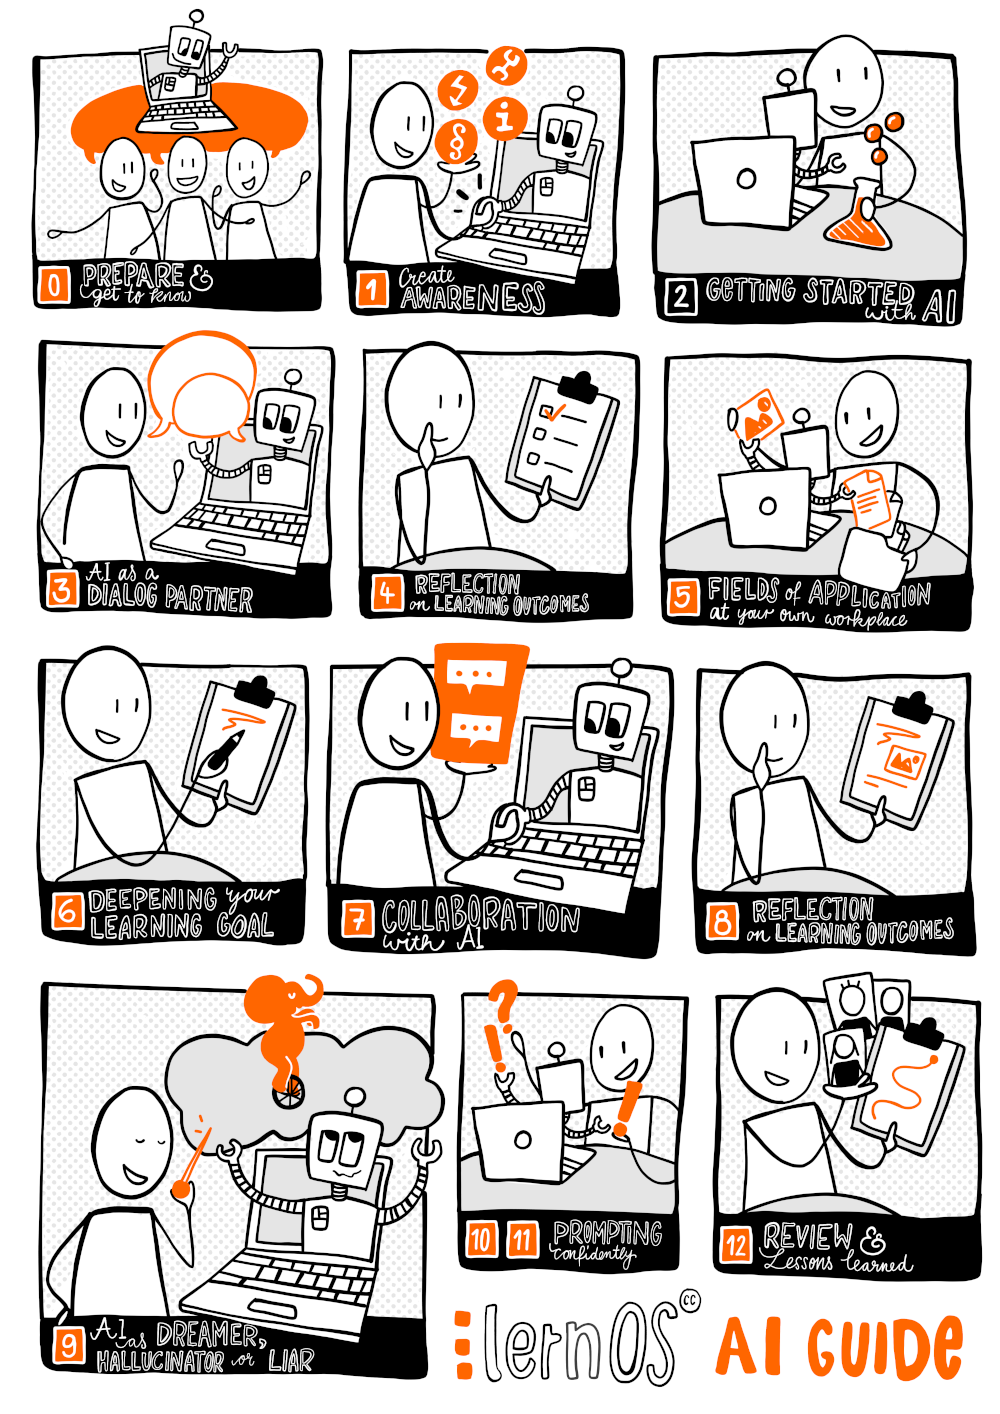 0 PREPARE &
get to know
1 Create
AWARENESS
2 GETTING STARTED
with AI
3 AI as a
DIALOG PARTNER
4 REFLECTION
on LEARNING OUTCOMES
5 FIELDS of APPLICATION
at your own workplace
6 DEEPENING your
LEARNING GOAL
7 COLLABORATION
with AI
8 REFLECTION
on LEARNING OUTCOMES
9 AI as DREAMER,
HALLUCINATOR or LIAR
10 11 PROMPTING
confidently
12 REVIEW &
Lessons learned
lernOS CC AI GUIDE